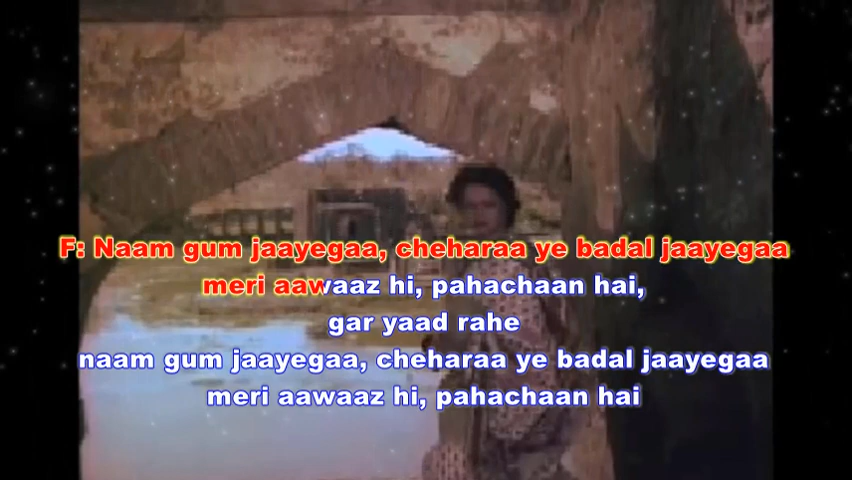 F: Naam gum jaayegaa, cheharaa ye badal jaayegaa
meri aawaaz hi, pahachaan hai,
gar yaad rahe
naam gum jaayegaa, cheharaa ye badal jaayegaa
meri aawaaz hi, pahachaan hai